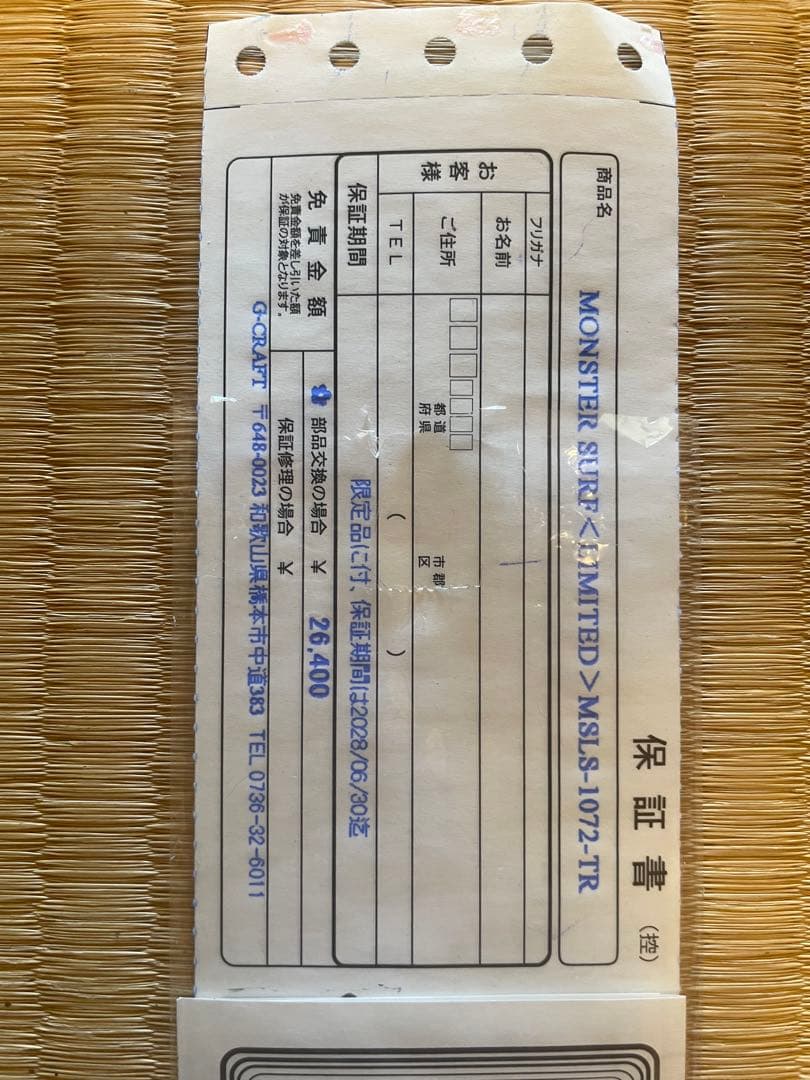 保証書(控)
商品名 MONSTER SURF<LIMITED>MSLS-1072-TR
お客様
フリガナ
お名前
ご住所 都道府県 市郡区
TEL ( )
保証期間 限定品に付、保証期間は2028/06/30迄
免責金額
免責金額を差し引いた額
が保証の対象となります。
部品交換の場合 ¥ 26,400
保証修理の場合 ¥
G-CRAFT 〒648-0023 和歌山県橋本市中道383 TEL 0736-32-6011